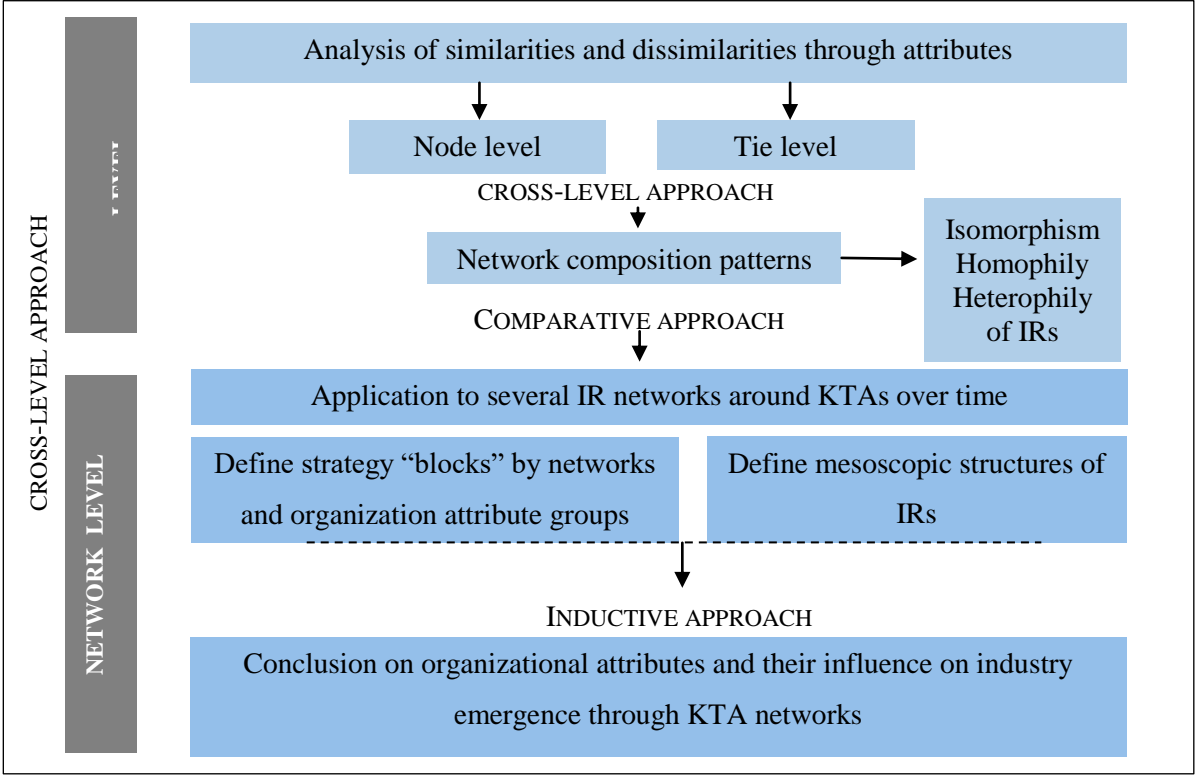 Analysis of similarities and dissimilarities through attributes
Node level
Tie level
CROSS-LEVEL APPROACH
Network composition patterns
Isomorphism
Homophily
Heterophily
of IRs
COMPARATIVE APPROACH
Application to several IR networks around KTAs over time
Define strategy “blocks” by networks
and organization attribute groups
Define mesoscopic structures of
IRs
INDUCTIVE APPROACH
Conclusion on organizational attributes and their influence on industry
emergence through KTA networks
CROSS-LEVEL APPROACH
LEVEL
NETWORK LEVEL